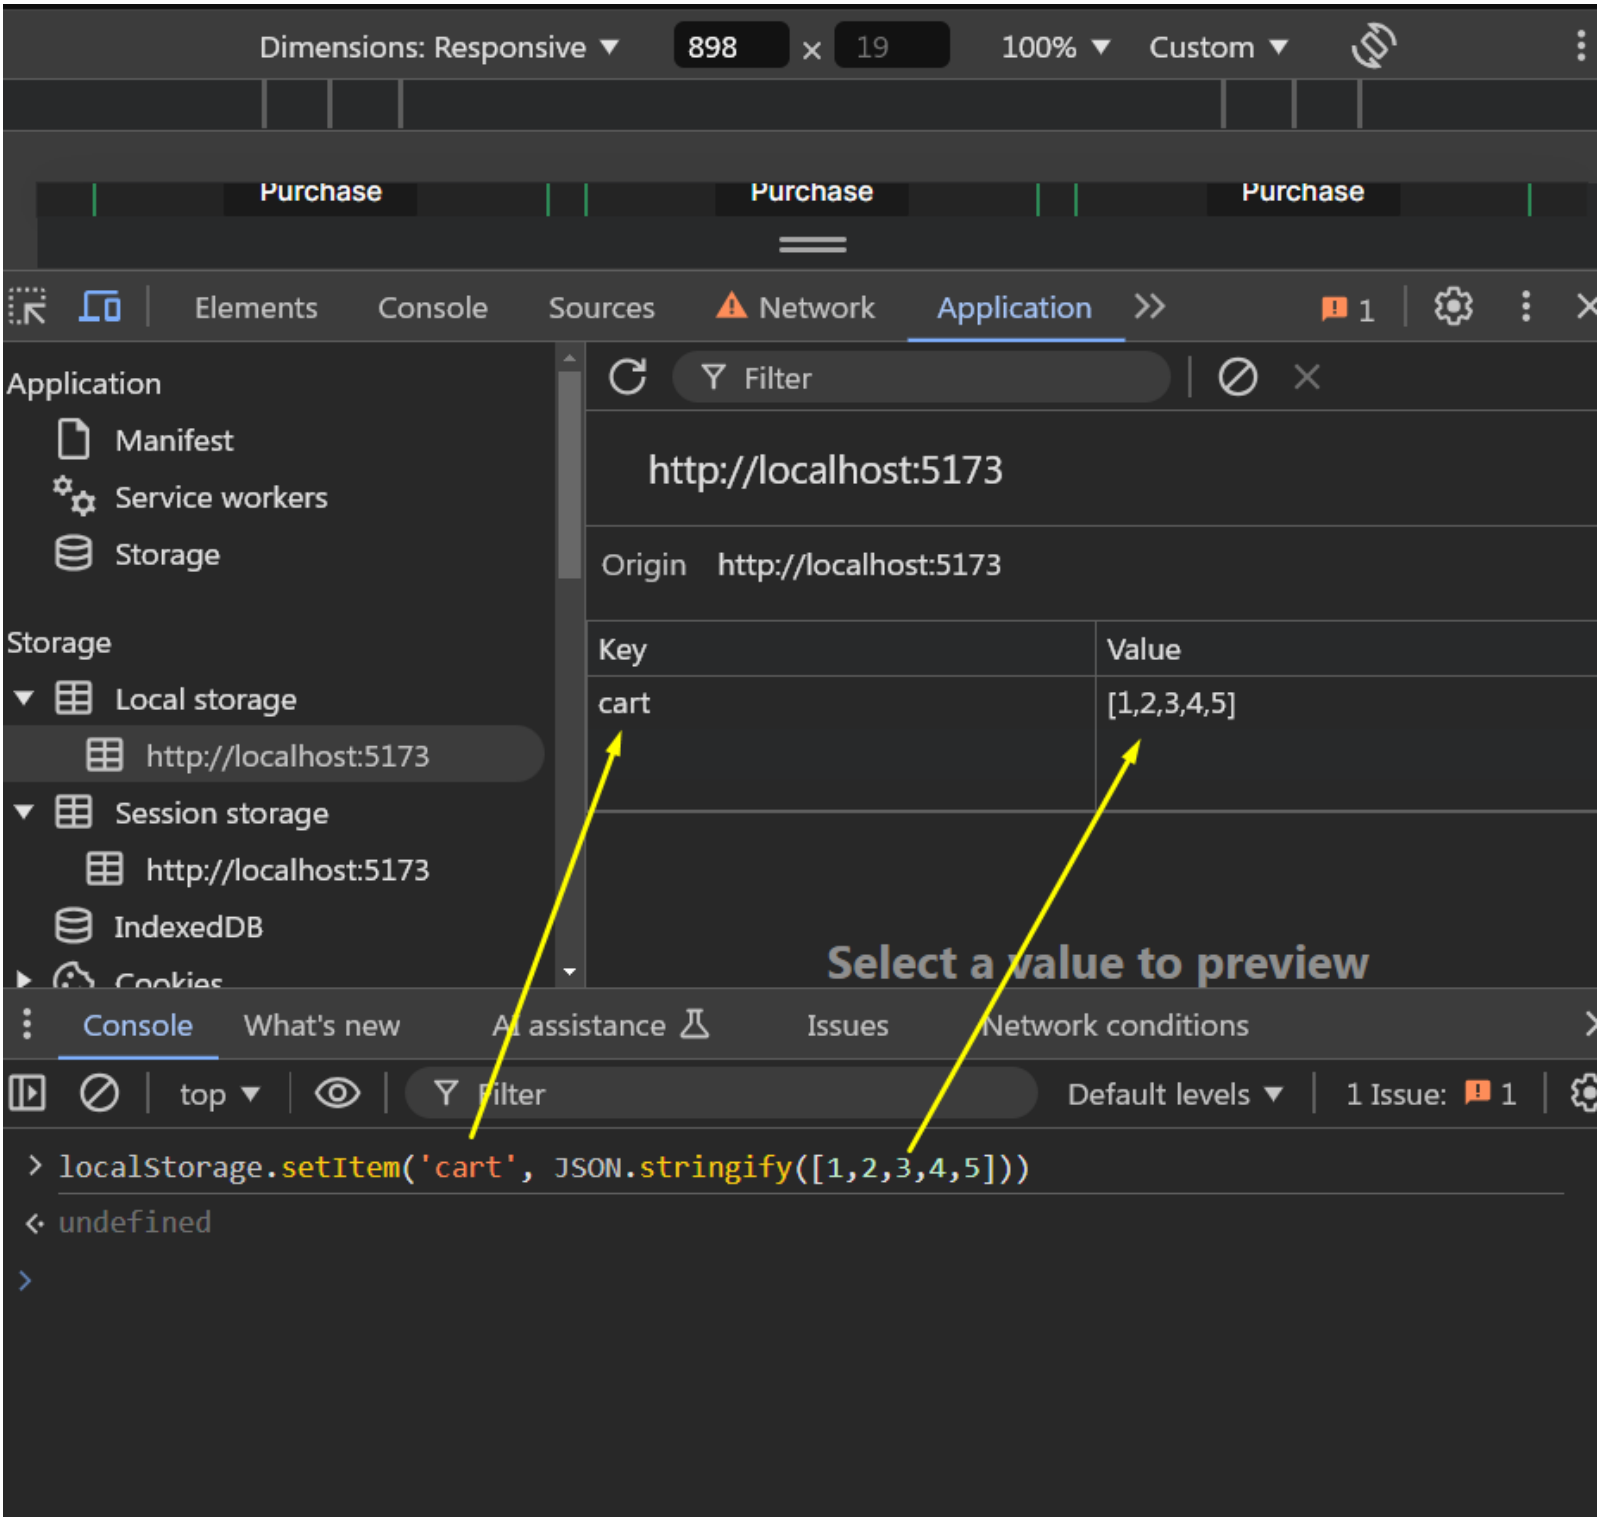 Dimensions: Responsive ▼ 898 × 19 100% ▼ Custom ▼
Purchase Purchase Purchase
Elements Console Sources Network Application 1
Application
Manifest
Service workers
Storage
Storage
Local storage
http://localhost:5173
Session storage
http://localhost:5173
IndexedDB
Cookies
Filter
http://localhost:5173
Origin http://localhost:5173
Key Value
cart [1,2,3,4,5]
Select a value to preview
Console What's new AI assistance Issues Network conditions
top ▼ Filter Default levels ▼ 1 Issue: 1
> localStorage.setItem('cart', JSON.stringify([1,2,3,4,5]))
undefined
>